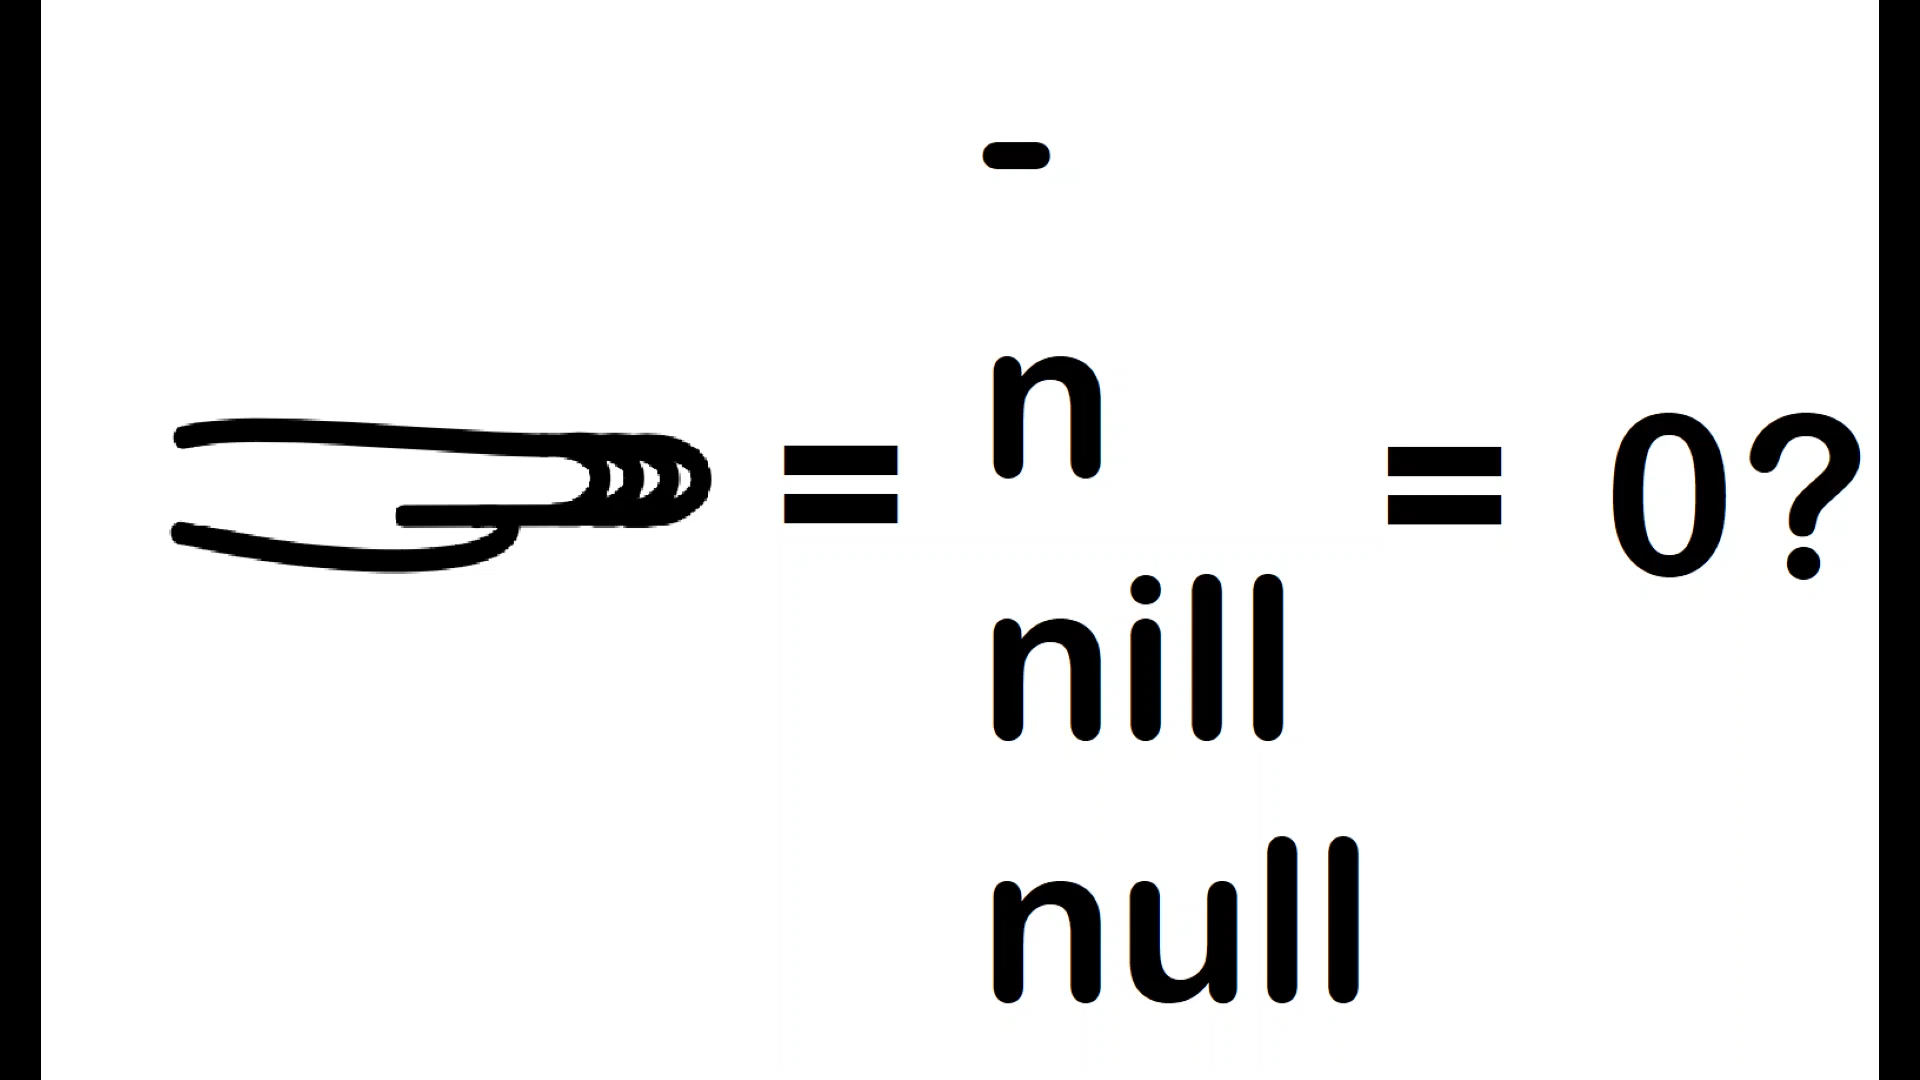 -
n
= = 0?
nill
null